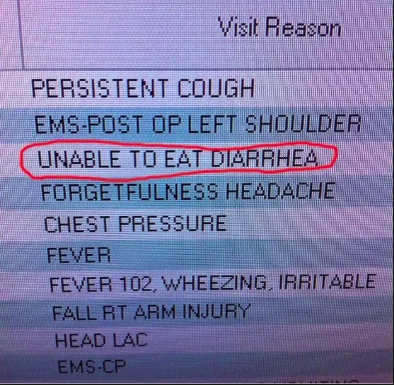 Visit Reason
PERSISTENT COUGH
EMS-POST OP LEFT SHOULDER
UNABLE TO EAT DIARRHEA
FORGETFULNESS HEADACHE
CHEST PRESSURE
FEVER
FEVER 102, WHEEZING, IRRITABLE
FALL RT ARM INJURY
HEAD LAC
EMS-CP